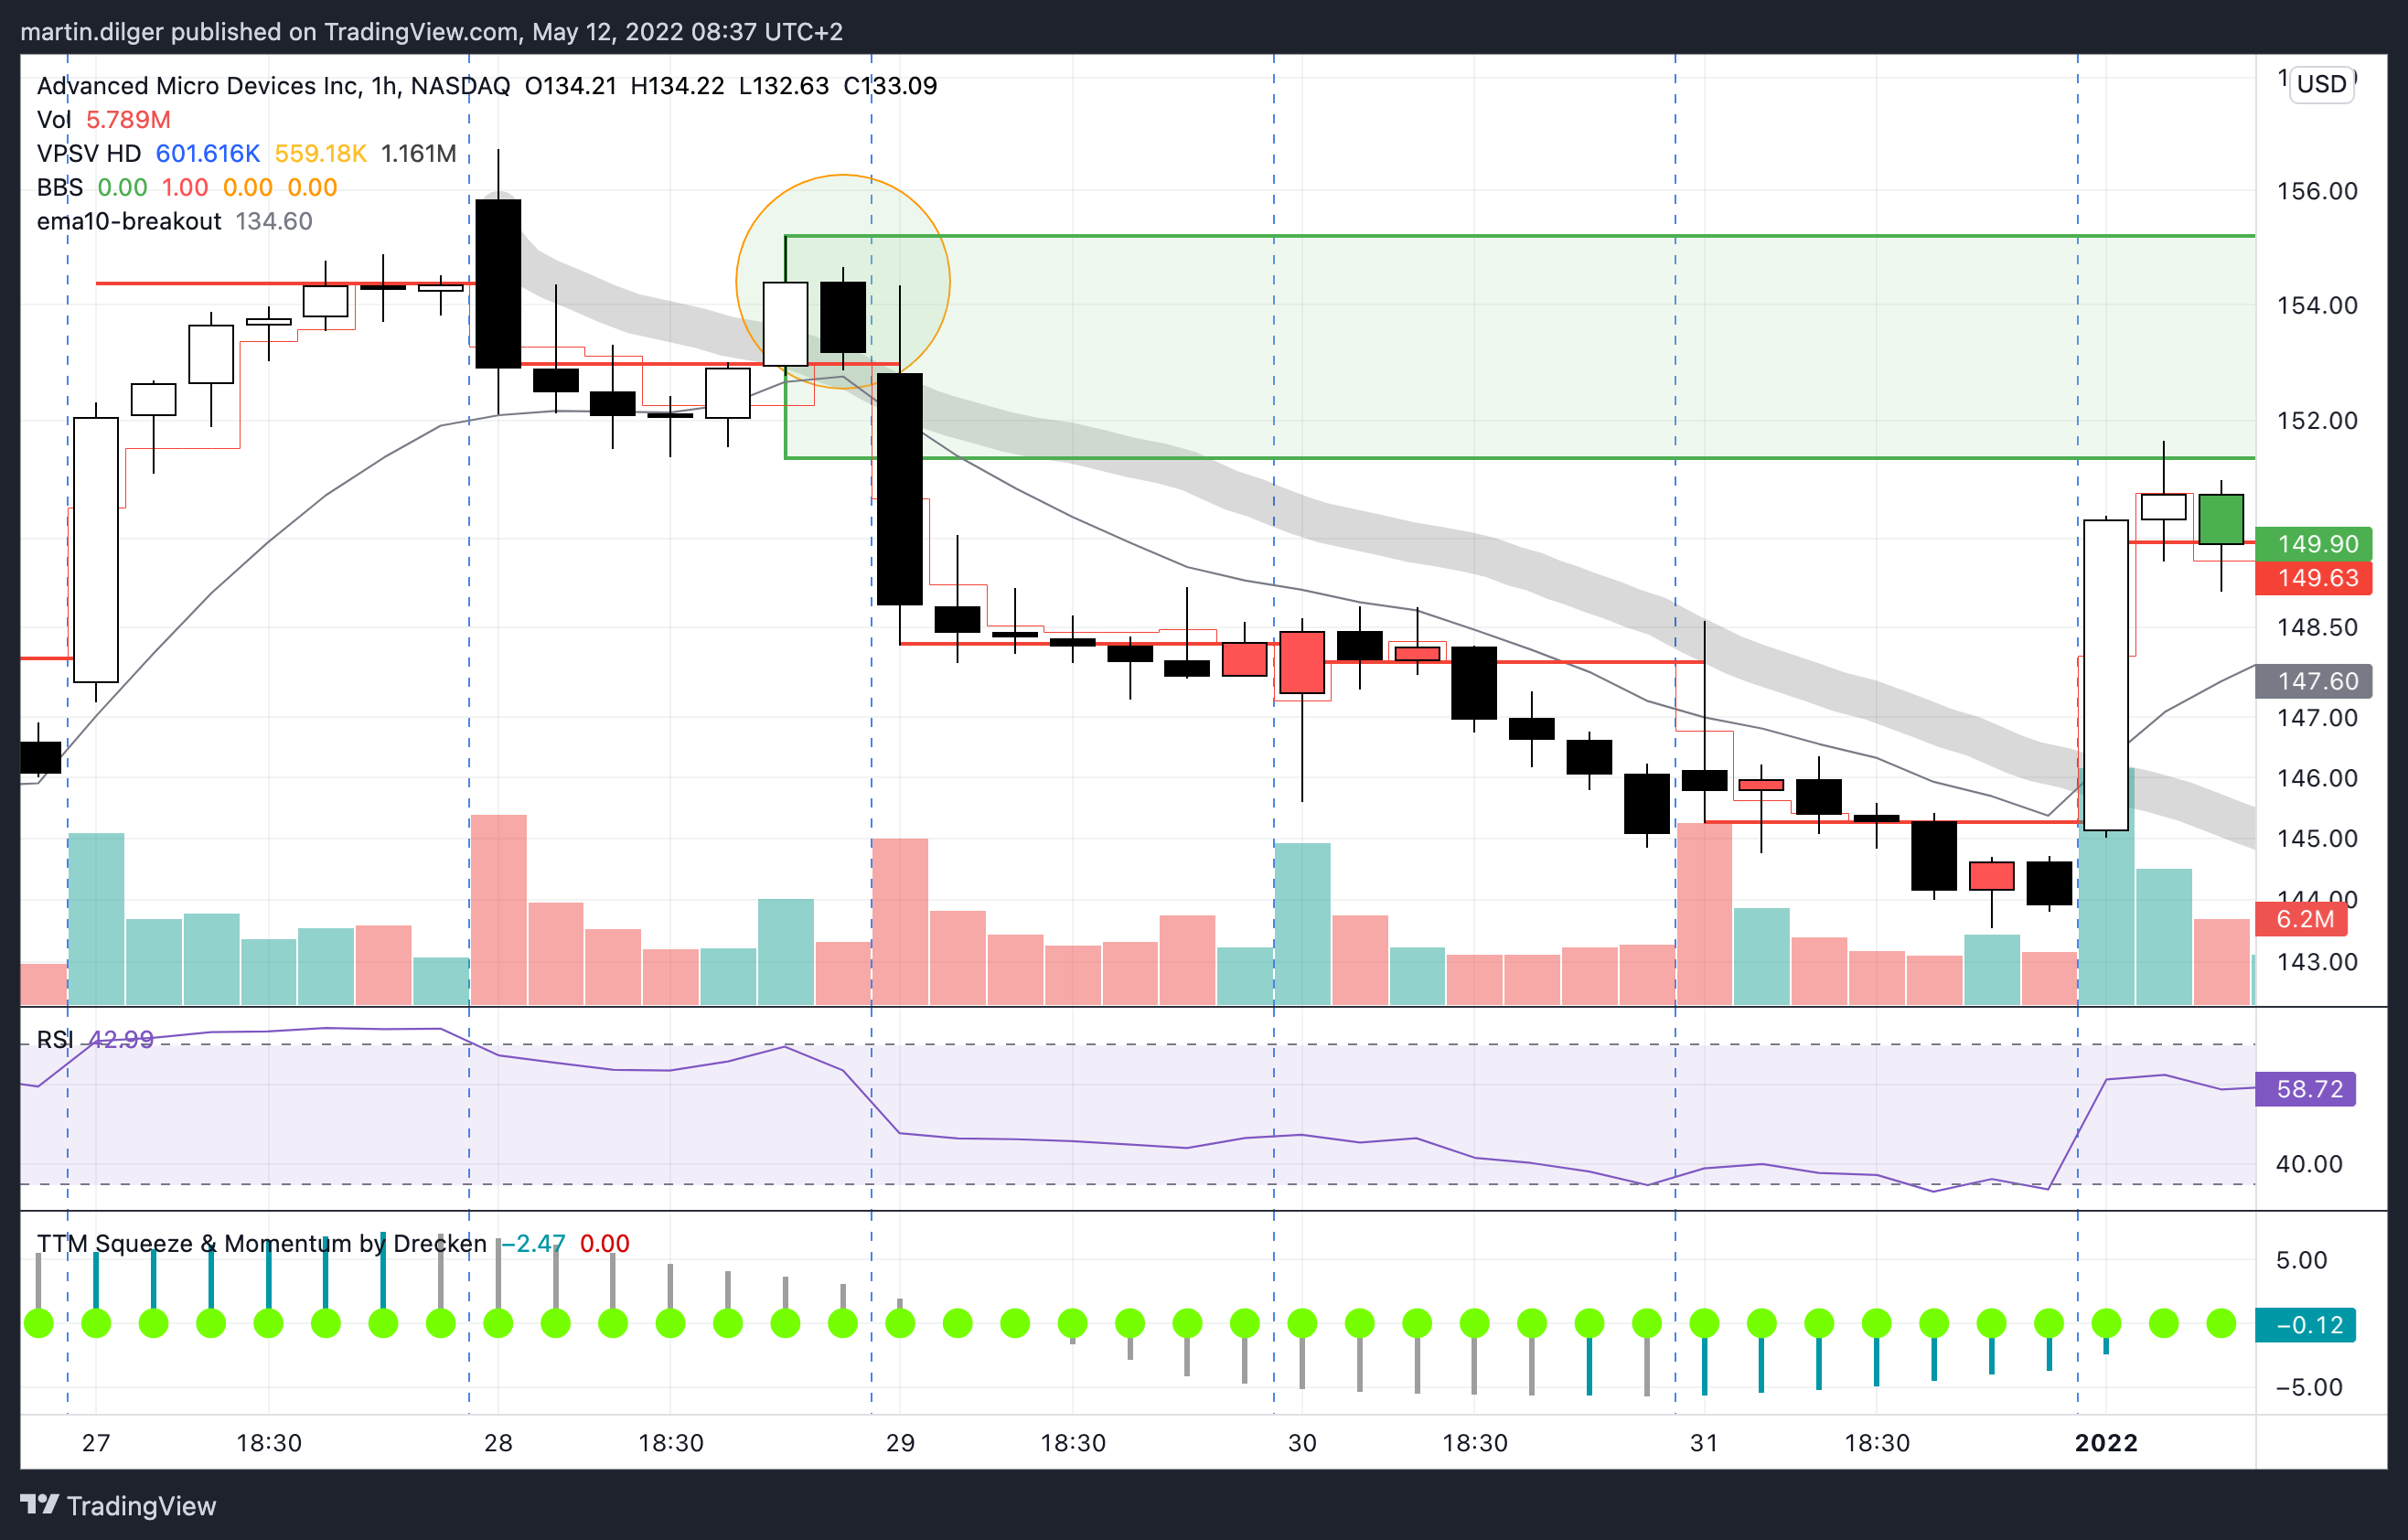 martin.dilger published on TradingView.com, May 12, 2022 08:37 UTC+2
Advanced Micro Devices Inc, 1h, NASDAQ O134.21 H134.22 L132.63 C133.09
Vol 5.789M
VPSV HD 601.616K 559.18K 1.161M
BBS 0.00 1.00 0.00 0.00
ema10-breakout 134.60
USD
156.00
154.00
152.00
149.90
149.63
148.50
147.60
147.00
146.00
145.00
144.00
6.2M
143.00
RSI 42.99
58.72
40.00
TTM Squeeze & Momentum by Drecken −2.47 0.00
5.00
−0.12
−5.00
27 18:30 28 18:30 29 18:30 30 18:30 31 18:30 2022
TradingView